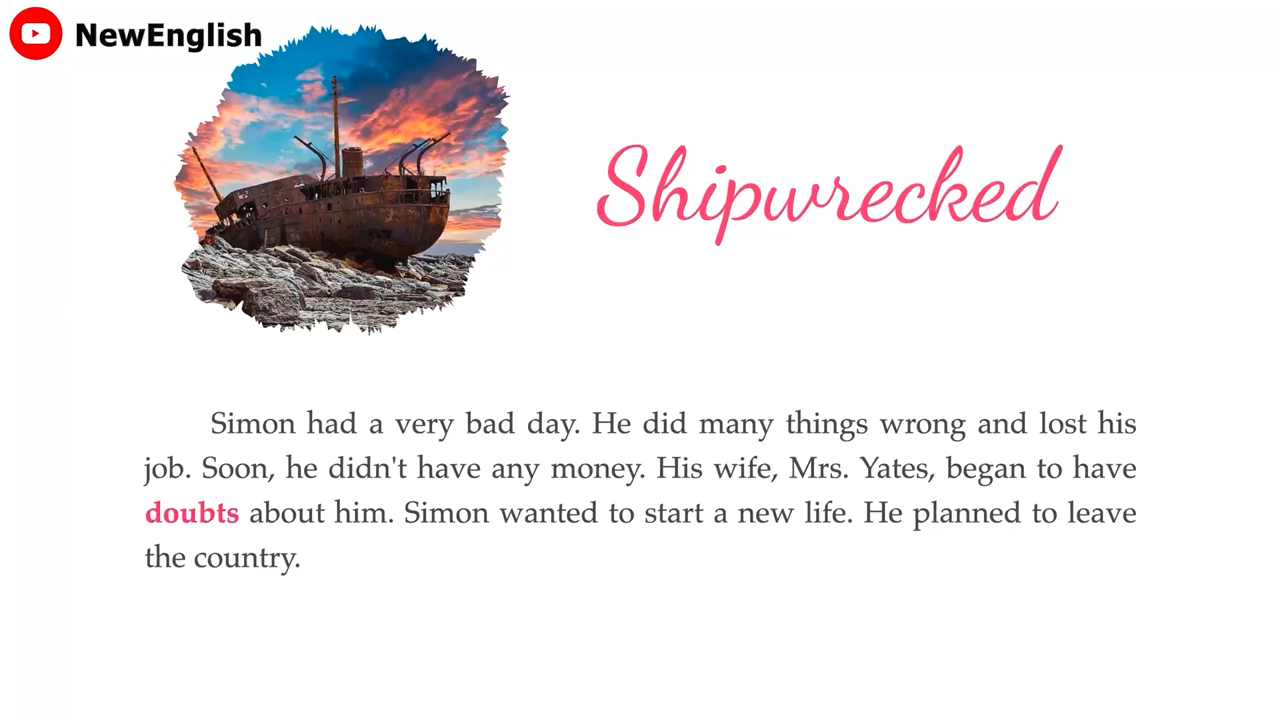 NewEnglish
Shipwrecked
Simon had a very bad day. He did many things wrong and lost his
job. Soon, he didn't have any money. His wife, Mrs. Yates, began to have
doubts about him. Simon wanted to start a new life. He planned to leave
the country.